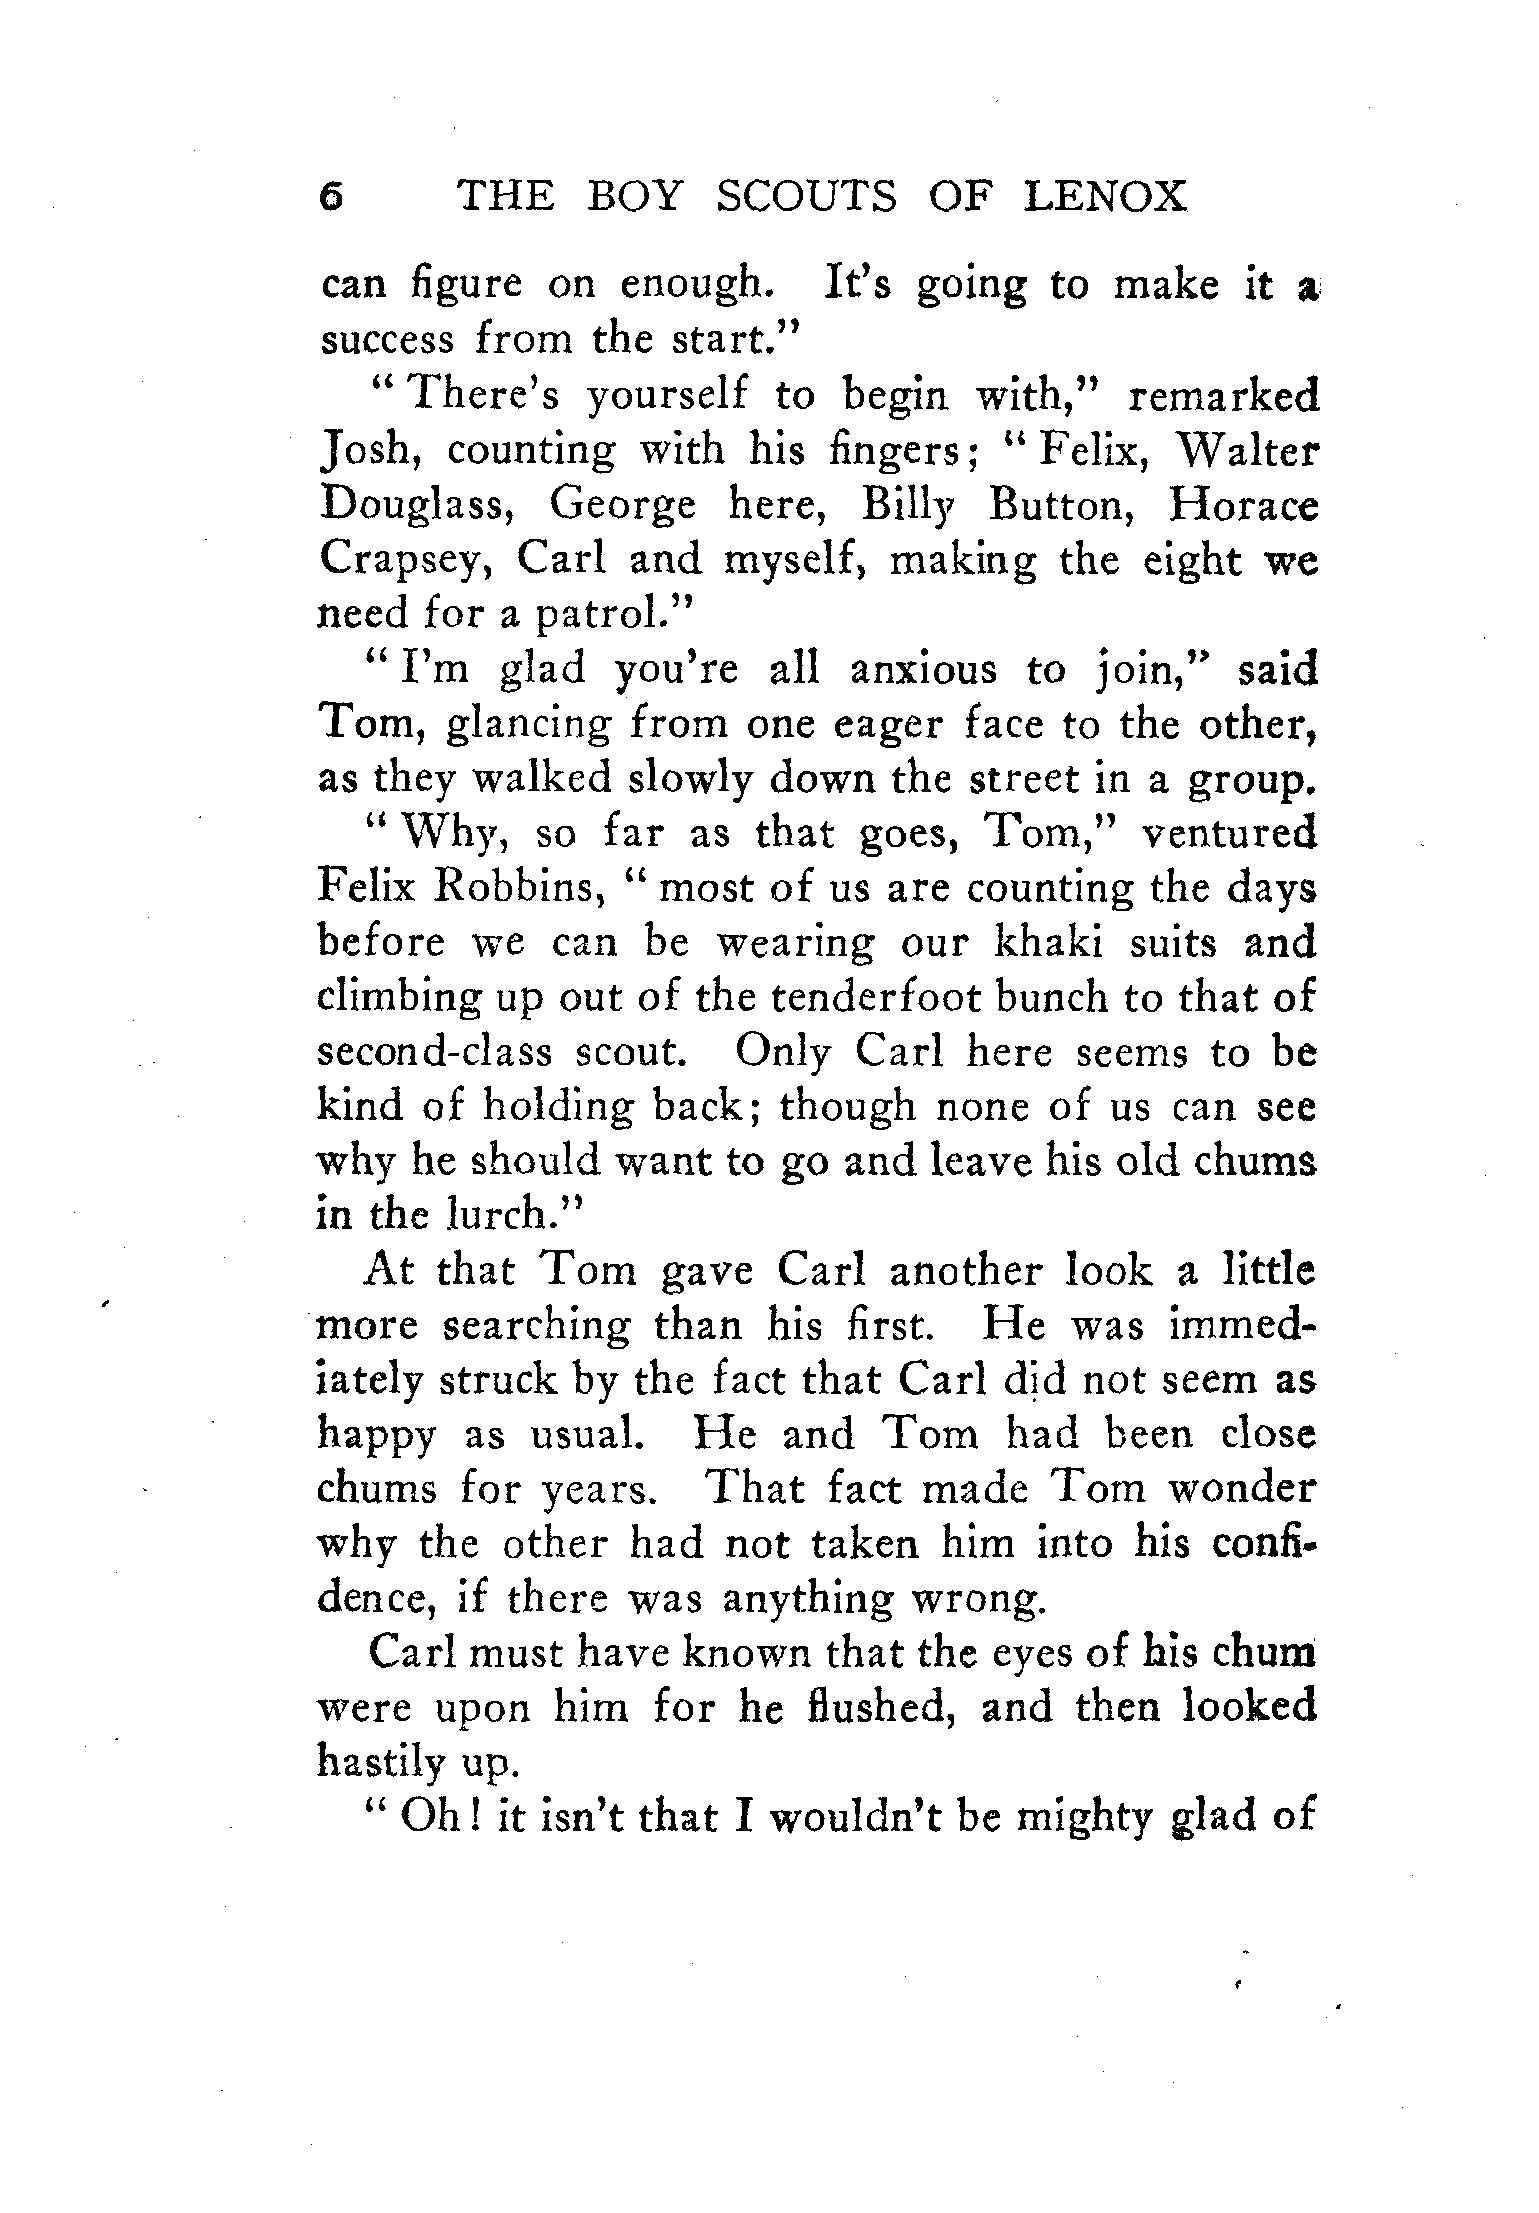 6 THE BOY SCOUTS OF LENOX
can figure on enough. It's going to make it a
success from the start."
" There's yourself to begin with," remarked
Josh, counting with his fingers; " Felix, Walter
Douglass, George here, Billy Button, Horace
Crapsey, Carl and myself, making the eight we
need for a patrol."
" I'm glad you're all anxious to join," said
Tom, glancing from one eager face to the other,
as they walked slowly down the street in a group.
" Why, so far as that goes, Tom," ventured
Felix Robbins, " most of us are counting the days
before we can be wearing our khaki suits and
climbing up out of the tenderfoot bunch to that of
second-class scout. Only Carl here seems to be
kind of holding back; though none of us can see
why he should want to go and leave his old chums
in the lurch."
At that Tom gave Carl another look a little
more searching than his first. He was immed-
iately struck by the fact that Carl did not seem as
happy as usual. He and Tom had been close
chums for years. That fact made Tom wonder
why the other had not taken him into his confi-
dence, if there was anything wrong.
Carl must have known that the eyes of his chum
were upon him for he flushed, and then looked
hastily up.
" Oh! it isn't that I wouldn't be mighty glad of